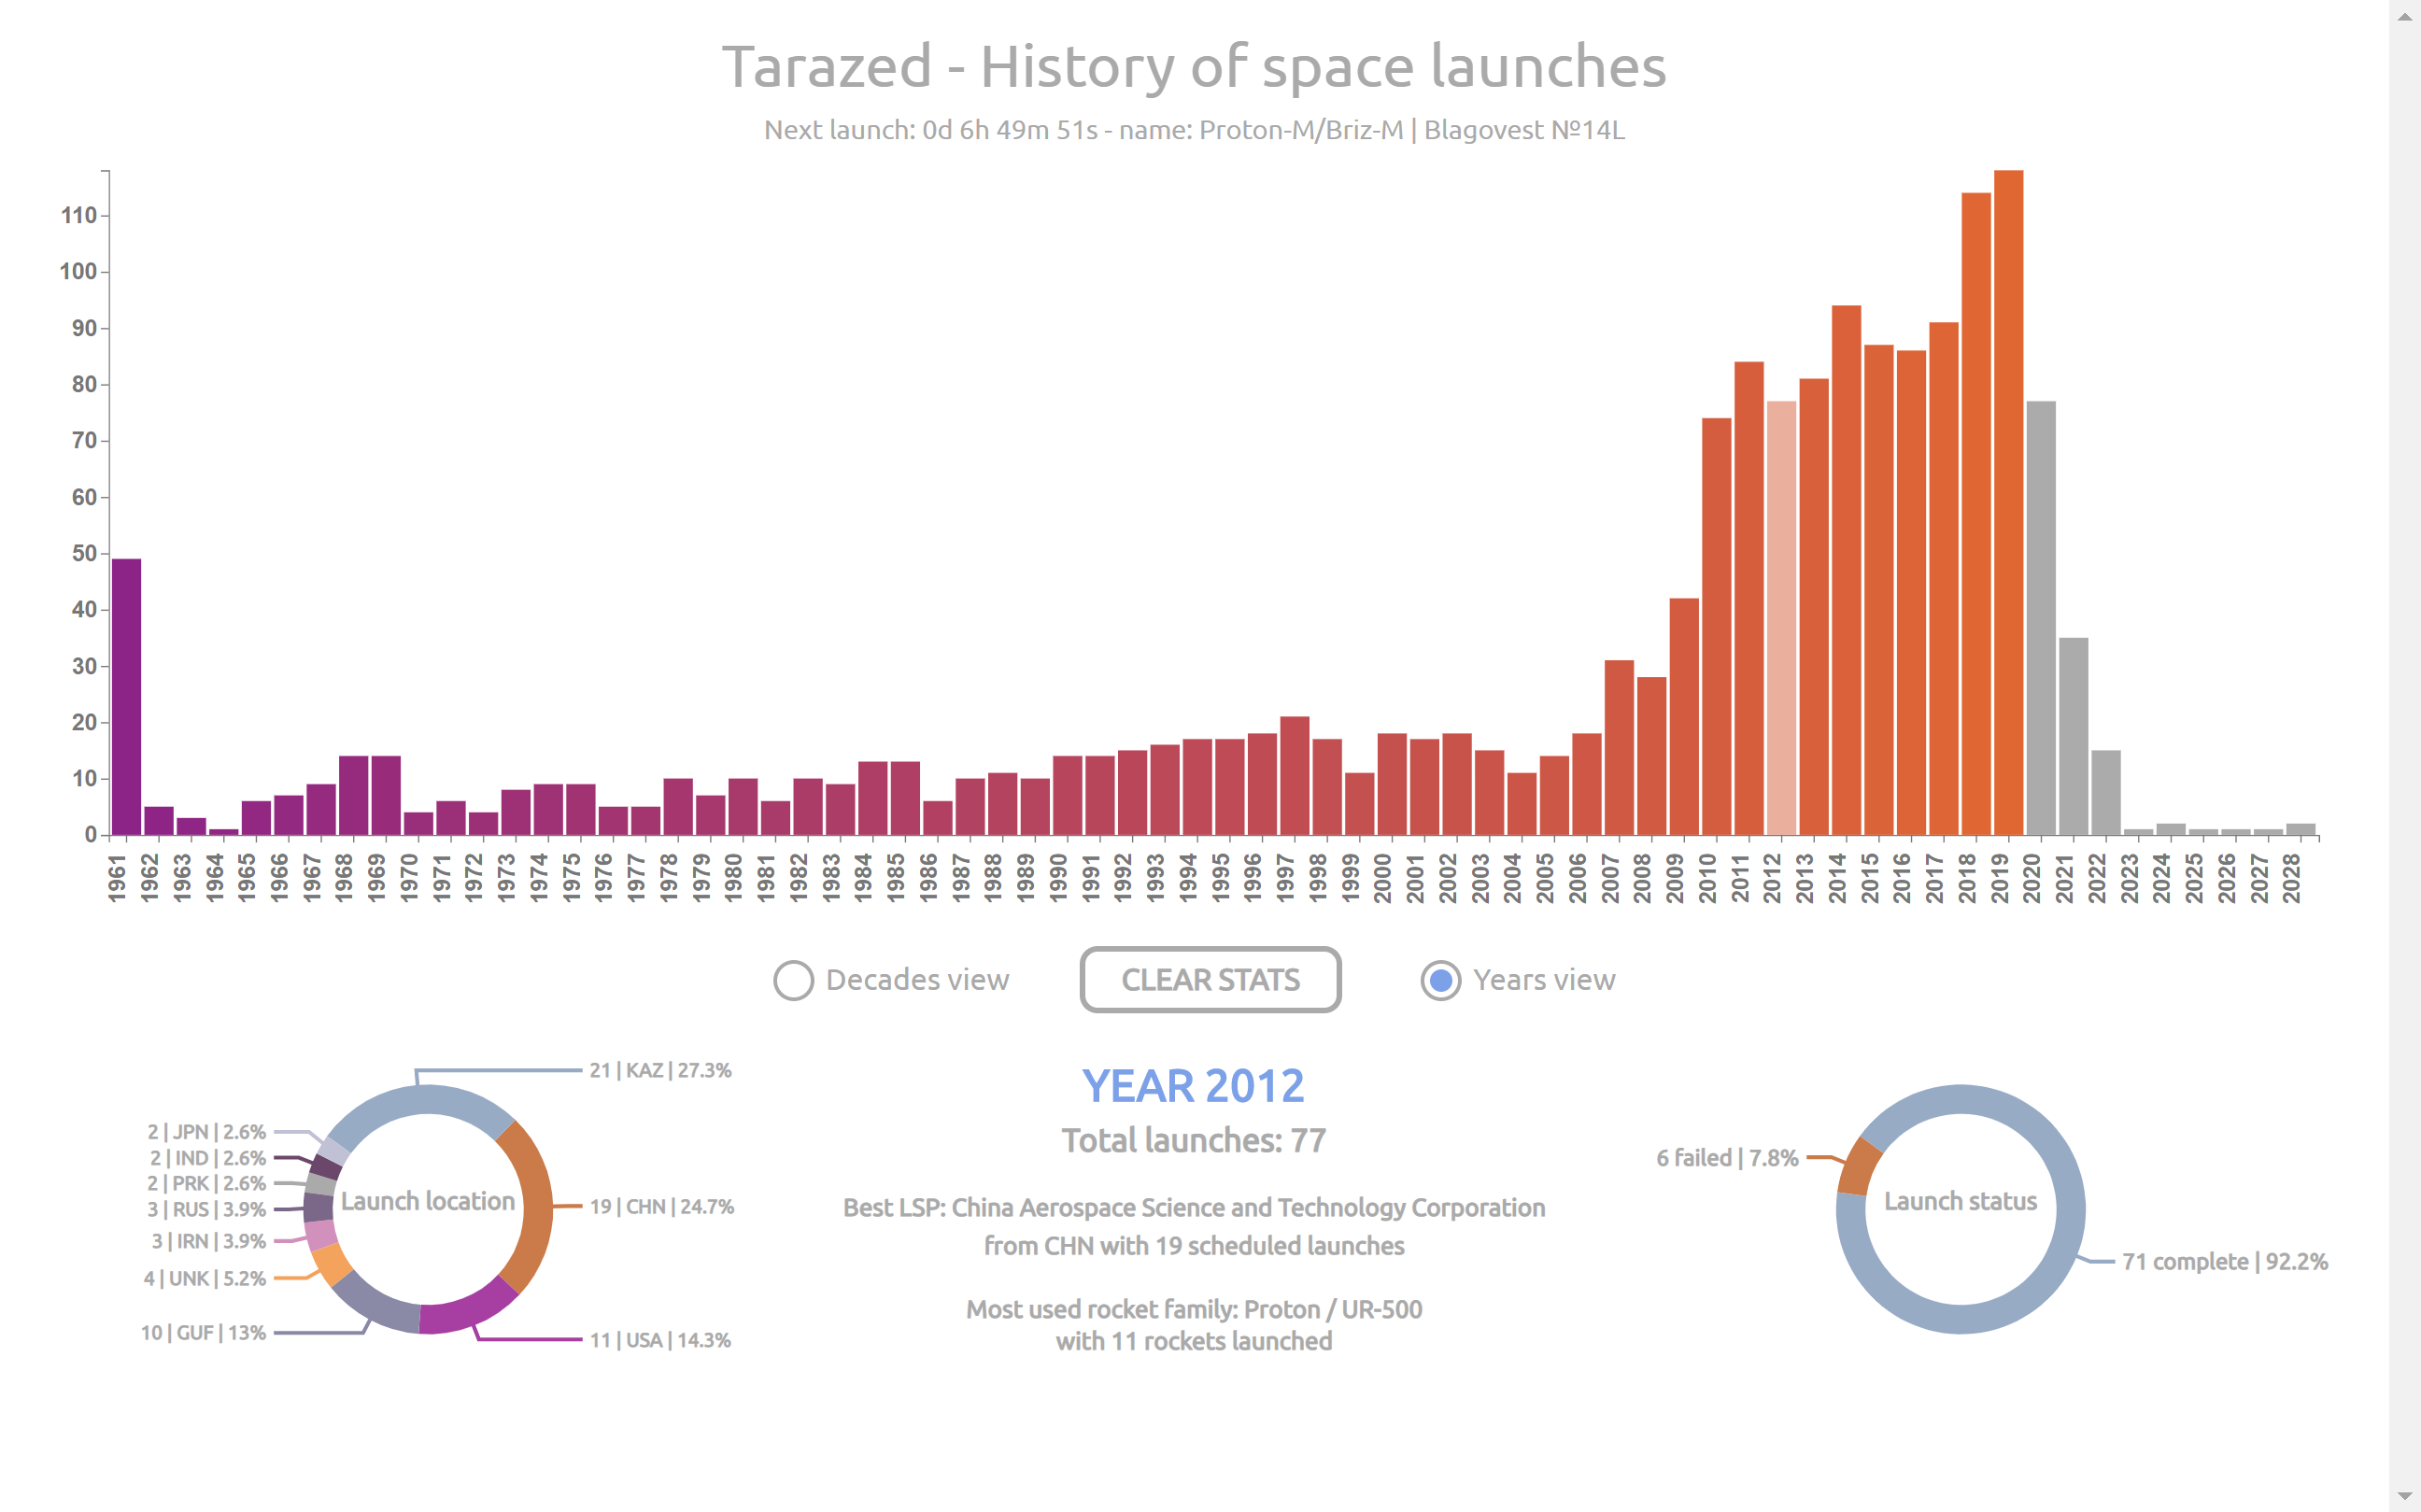 Tarazed - History of space launches
Next launch: 0d 6h 49m 51s - name: Proton-M/Briz-M | Blagovest №14L
110
100
90
80
70
60
50
40
30
20
10
0
1961 1962 1963 1964 1965 1966 1967 1968 1969 1970 1971 1972 1973 1974 1975 1976 1977 1978 1979 1980 1981 1982 1983 1984 1985 1986 1987 1988 1989 1990 1991 1992 1993 1994 1995 1996 1997 1998 1999 2000 2001 2002 2003 2004 2005 2006 2007 2008 2009 2010 2011 2012 2013 2014 2015 2016 2017 2018 2019 2020 2021 2022 2023 2024 2025 2026 2027 2028
Decades view
CLEAR STATS
Years view
21 | KAZ | 27.3%
2 | JPN | 2.6%
2 | IND | 2.6%
2 | PRK | 2.6%
3 | RUS | 3.9%
3 | IRN | 3.9%
4 | UNK | 5.2%
10 | GUF | 13%
Launch location
19 | CHN | 24.7%
11 | USA | 14.3%
YEAR 2012
Total launches: 77
Best LSP: China Aerospace Science and Technology Corporation
from CHN with 19 scheduled launches
Most used rocket family: Proton / UR-500
with 11 rockets launched
6 failed | 7.8%
Launch status
71 complete | 92.2%